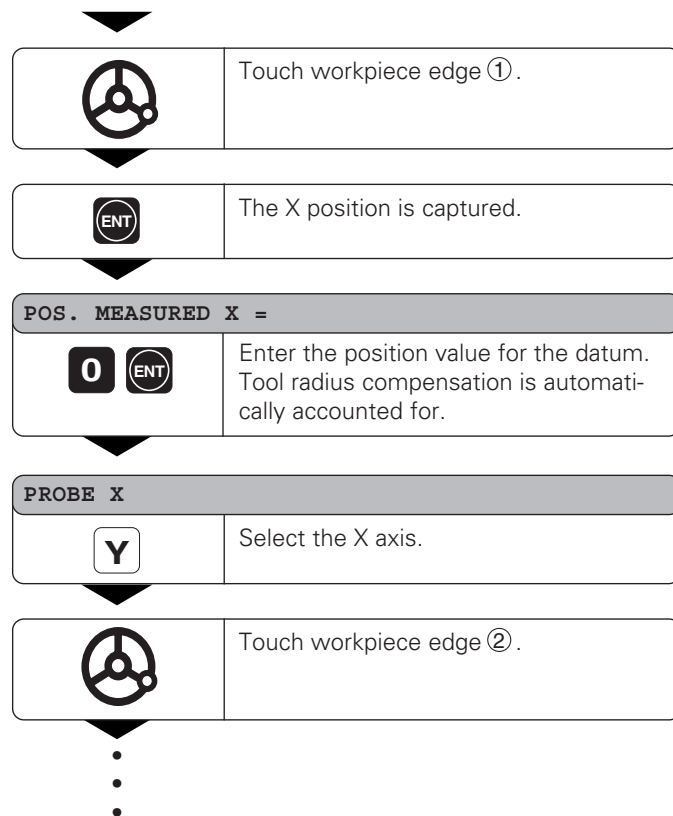 Touch workpiece edge ①.
ENT
The X position is captured.
POS. MEASURED X =
0 ENT
Enter the position value for the datum.
Tool radius compensation is automati-
cally accounted for.
PROBE X
Y
Select the X axis.
Touch workpiece edge ②.